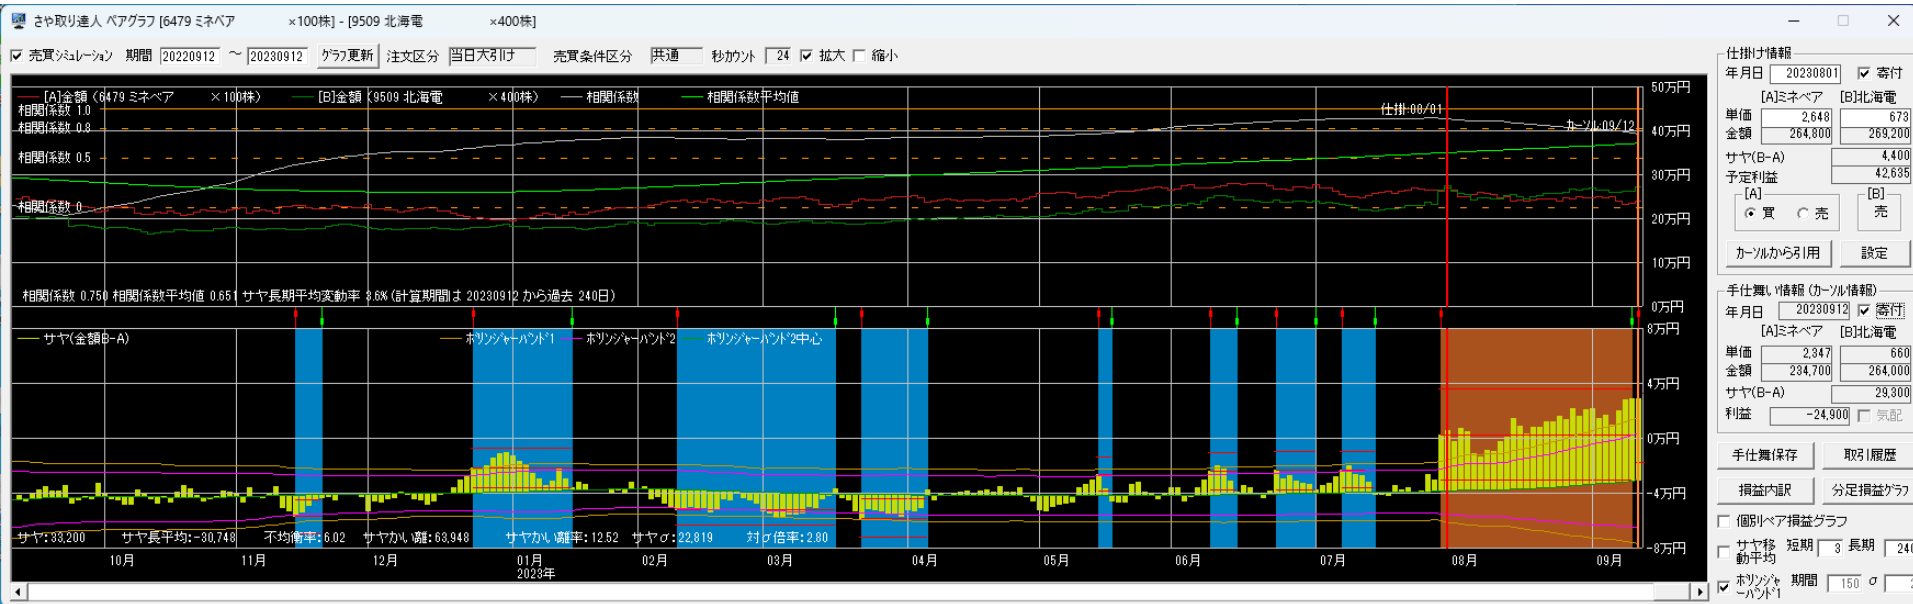 さや取り達人 ペアグラフ [6479 ミネベア ×100株] - [9509 北海電 ×400株]
売買シミュレーション 期間 20220912 ～ 20230912 グラフ更新 注文区分 当日大引け 売買条件区分 共通 秒カウント 24 拡大 縮小
[A]金額 (6479 ミネベア ×100株) [B]金額 (9509 北海電 ×400株) 相関係数 相関係数平均値
相関係数 1.0
相関係数 0.8
相関係数 0.5
相関係数 0
仕掛:08/01
カーソル:09/12
50万円
40万円
30万円
20万円
10万円
0万円
相関係数 0.750 相関係数平均値 0.651 サヤ長期平均変動率 3.6% (計算期間は 20230912 から過去 240日)
サヤ(金額B-A) ボリンジャーバンド1 ボリンジャーバンド2 ボリンジャーバンド2中心
8万円
4万円
0万円
-4万円
-8万円
サヤ:33,200 サヤ長平均:-30,748 不均衡率:6.02 サヤかい離:63,948 サヤかい離率:12.52 サヤσ:22,819 対σ倍率:2.80
10月 11月 12月 01月 02月 03月 04月 05月 06月 07月 08月 09月
2023年
仕掛け情報
年月日 20230801 寄付
[A]ミネベア [B]北海電
単価 2,648 673
金額 264,800 269,200
サヤ(B-A) 4,400
予定利益 42,635
[A] [B]
買 売 売
カーソルから引用 設定
手仕舞い情報 (カーソル情報)
年月日 20230912 寄付
[A]ミネベア [B]北海電
単価 2,347 660
金額 234,700 264,000
サヤ(B-A) 29,300
利益 -24,900 気配
手仕舞保存 取引履歴
損益内訳 分足損益グラフ
個別ペア損益グラフ
サヤ移動平均 短期 3 長期 240
ボリンジャーバンド1 期間 150 σ